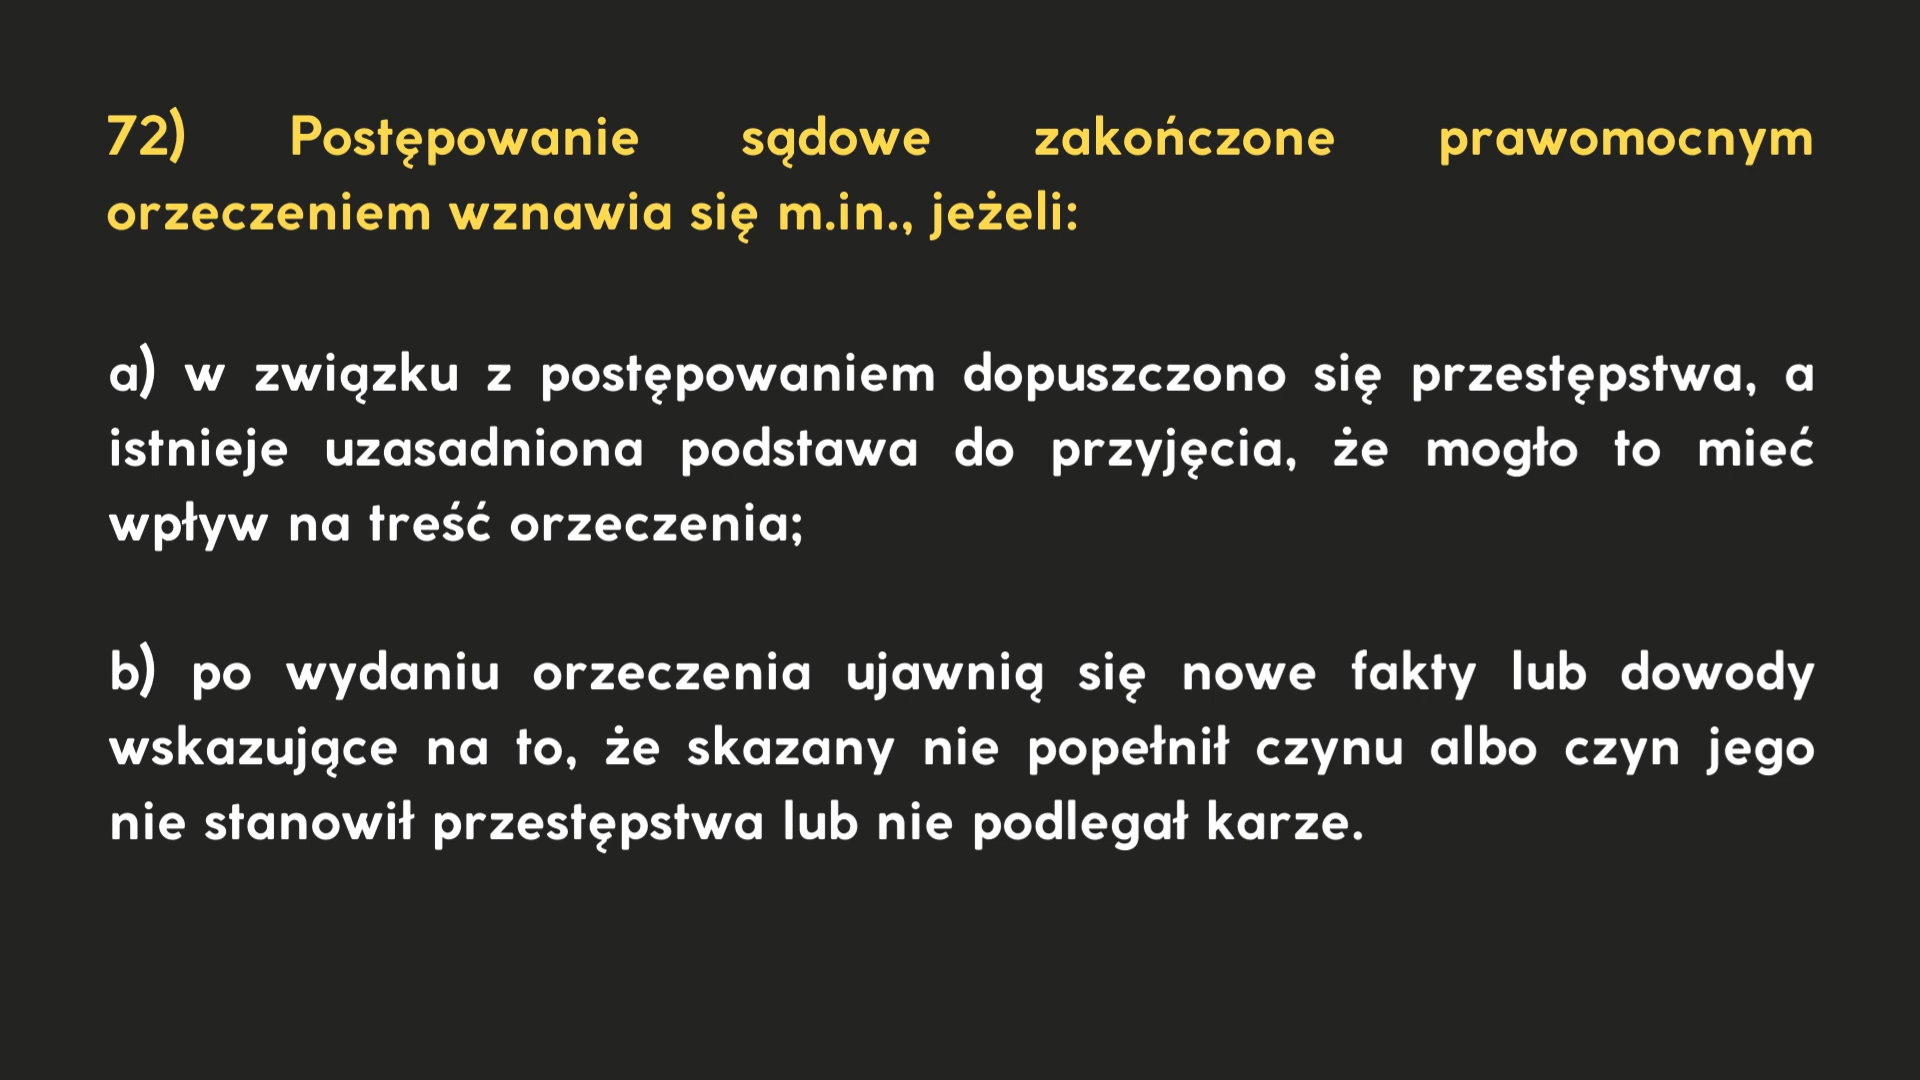 72) Postępowanie sądowe zakończone prawomocnym
orzeczeniem wznawia się m.in., jeżeli:
a) w związku z postępowaniem dopuszczono się przestępstwa, a
istnieje uzasadniona podstawa do przyjęcia, że mogło to mieć
wpływ na treść orzeczenia;
b) po wydaniu orzeczenia ujawnią się nowe fakty lub dowody
wskazujące na to, że skazany nie popełnił czynu albo czyn jego
nie stanowił przestępstwa lub nie podlegał karze.